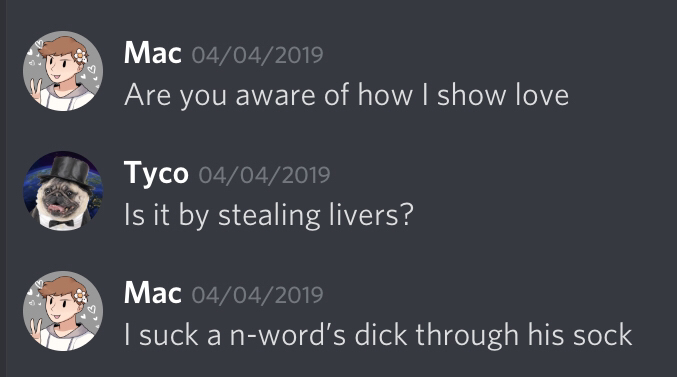 Mac 04/04/2019
Are you aware of how I show love
Tyco 04/04/2019
Is it by stealing livers?
Mac 04/04/2019
I suck a n-word’s dick through his sock